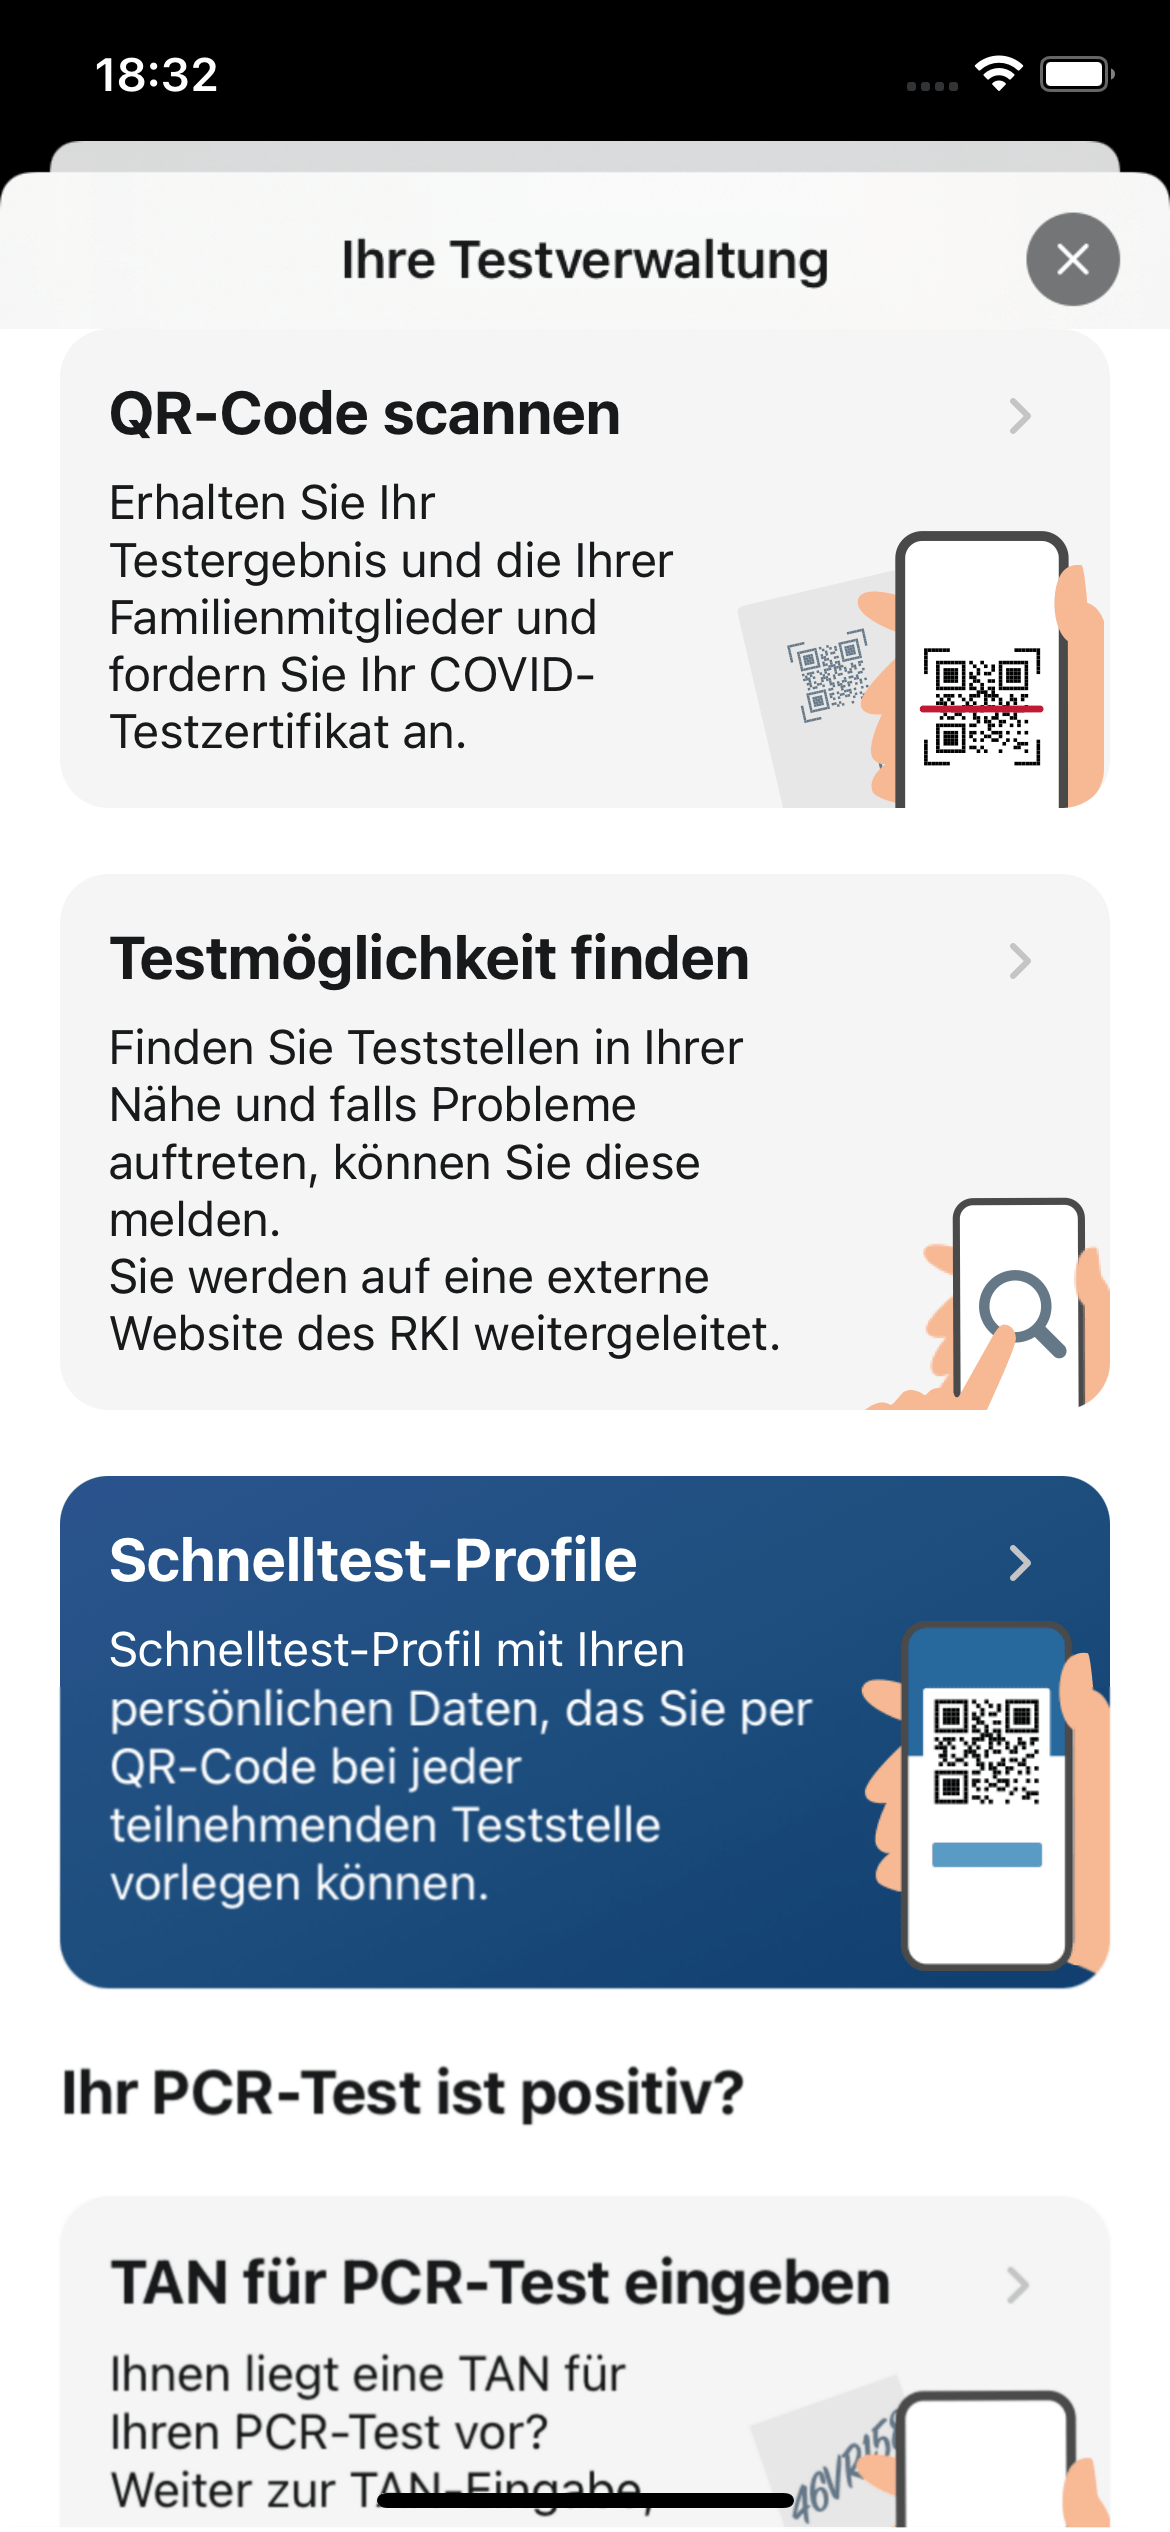 18:32
Ihre Testverwaltung
QR-Code scannen
Erhalten Sie Ihr
Testergebnis und die Ihrer
Familienmitglieder und
fordern Sie Ihr COVID-
Testzertifikat an.
Testmöglichkeit finden
Finden Sie Teststellen in Ihrer
Nähe und falls Probleme
auftreten, können Sie diese
melden.
Sie werden auf eine externe
Website des RKI weitergeleitet.
Schnelltest-Profile
Schnelltest-Profil mit Ihren
persönlichen Daten, das Sie per
QR-Code bei jeder
teilnehmenden Teststelle
vorlegen können.
Ihr PCR-Test ist positiv?
TAN für PCR-Test eingeben
Ihnen liegt eine TAN für
Ihren PCR-Test vor?
Weiter zur TAN-Eingabe,